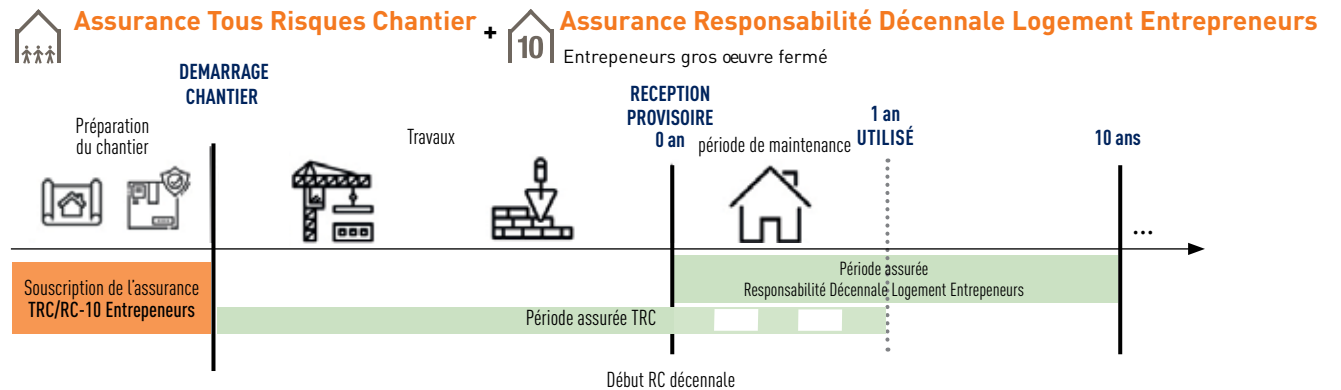 Assurance Tous Risques Chantier + Assurance Responsabilité Décennale Logement Entrepreneurs
10
Entrepeneurs gros œuvre fermé
DEMARRAGE
CHANTIER
RECEPTION
PROVISOIRE
0 an
1 an
UTILISÉ
10 ans
Préparation
du chantier
Travaux
période de maintenance
...
Souscription de l'assurance
TRC/RC-10 Entrepeneurs
Période assurée
Responsabilité Décennale Logement Entrepeneurs
Période assurée TRC
Début RC décennale